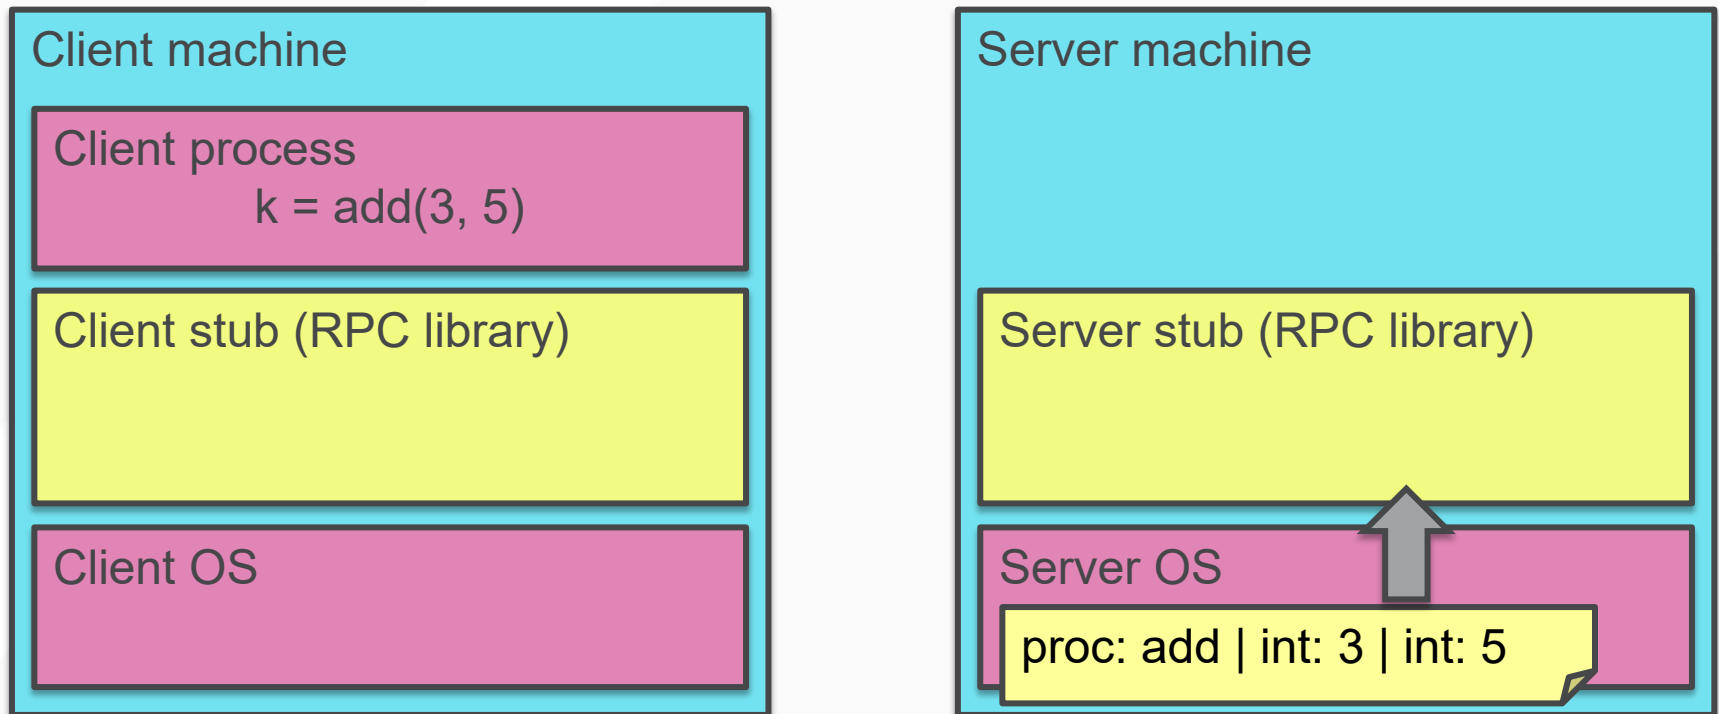 Client machine
Client process
k = add(3, 5)
Client stub (RPC library)
Client OS
Server machine
Server stub (RPC library)
Server OS
proc: add | int: 3 | int: 5